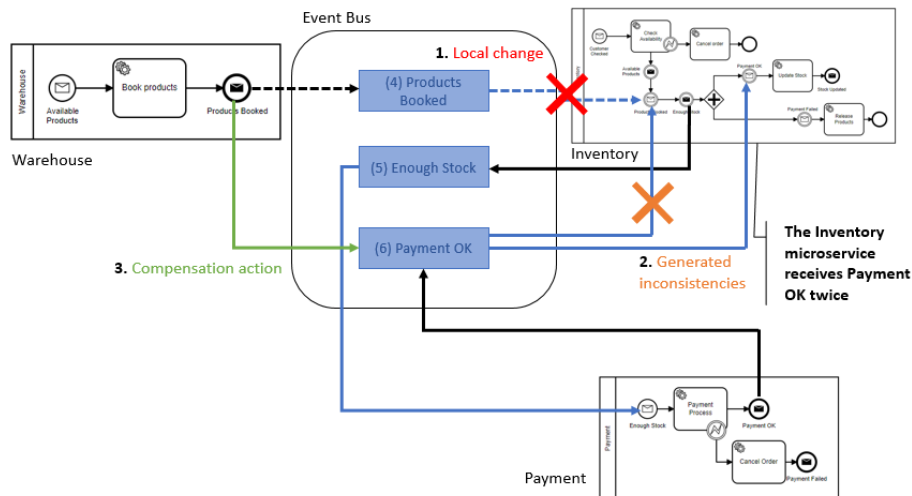 Event Bus
1. Local change
Warehouse
Book products
Available
Products
Products Booked
(4) Products
Booked
Customer
Checked
Check
Availability
Cancel order
Available
Products
Enough Stock
Payment OK
Update Stock
Stock Updated
Payment Failed
Release
Products
Warehouse
Inventory
(5) Enough Stock
(6) Payment OK
3. Compensation action
2. Generated
inconsistencies
The Inventory
microservice
receives Payment
OK twice
Payment
Enough Stock
Payment
Process
Payment OK
Cancel Order
Payment Failed
Payment